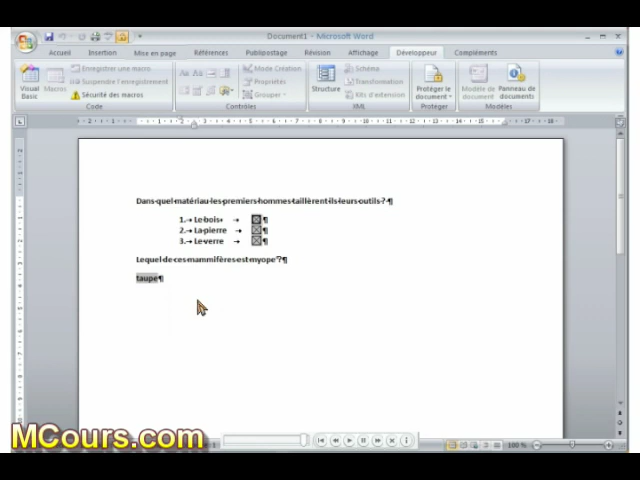 Document1 - Microsoft Word
Accueil Insertion Mise en page Références Publipostage Révision Affichage Développeur Compléments
Visual Basic
Macros
Enregistrer une macro
Suspendre l'enregistrement
Sécurité des macros
Code
Aa Aa
Mode Création
Propriétés
Grouper
Contrôles
Structure
Schéma
Transformation
Kits d'extension
XML
Protéger le document
Protéger
Modèle de document
Panneau de documents
Modèles
Dans·quel·matériau·les·premiers·hommes·taillèrent·ils·leurs·outils·?·¶
1.→ Le·bois· → ¶
2.→ La·pierre → ¶
3.→ Le·verre → ¶
Lequel·de·ces·mammifères·est·myope°?¶
taupe¶
MCours.com
100 %